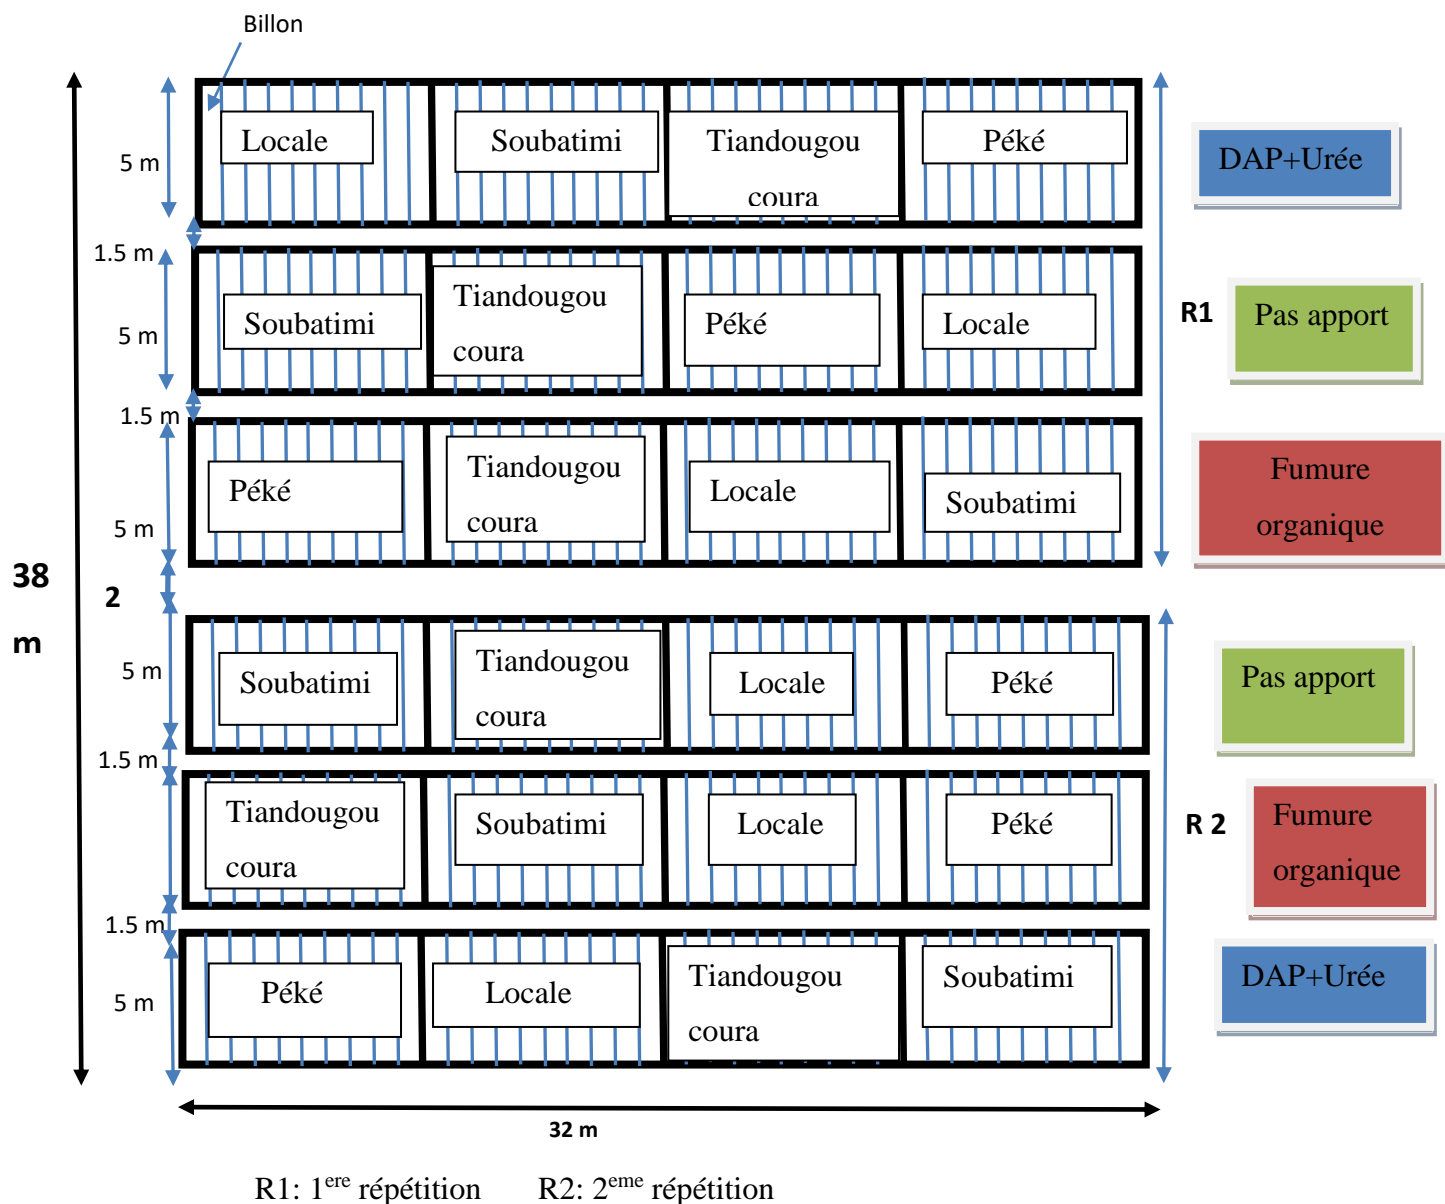 Billon
Locale
Soubatimi
Tiandougou
coura
Péké
DAP+Urée
5 m
1.5 m
Soubatimi
Tiandougou
coura
Péké
Locale
R1
Pas apport
5 m
1.5 m
Péké
Tiandougou
coura
Locale
Soubatimi
Fumure
organique
5 m
38
m
2
Soubatimi
Tiandougou
coura
Locale
Péké
Pas apport
5 m
1.5 m
Tiandougou
coura
Soubatimi
Locale
Péké
R 2
Fumure
organique
1.5 m
Péké
Locale
Tiandougou
coura
Soubatimi
DAP+Urée
5 m
32 m
R1: 1ere répétition R2: 2eme répétition